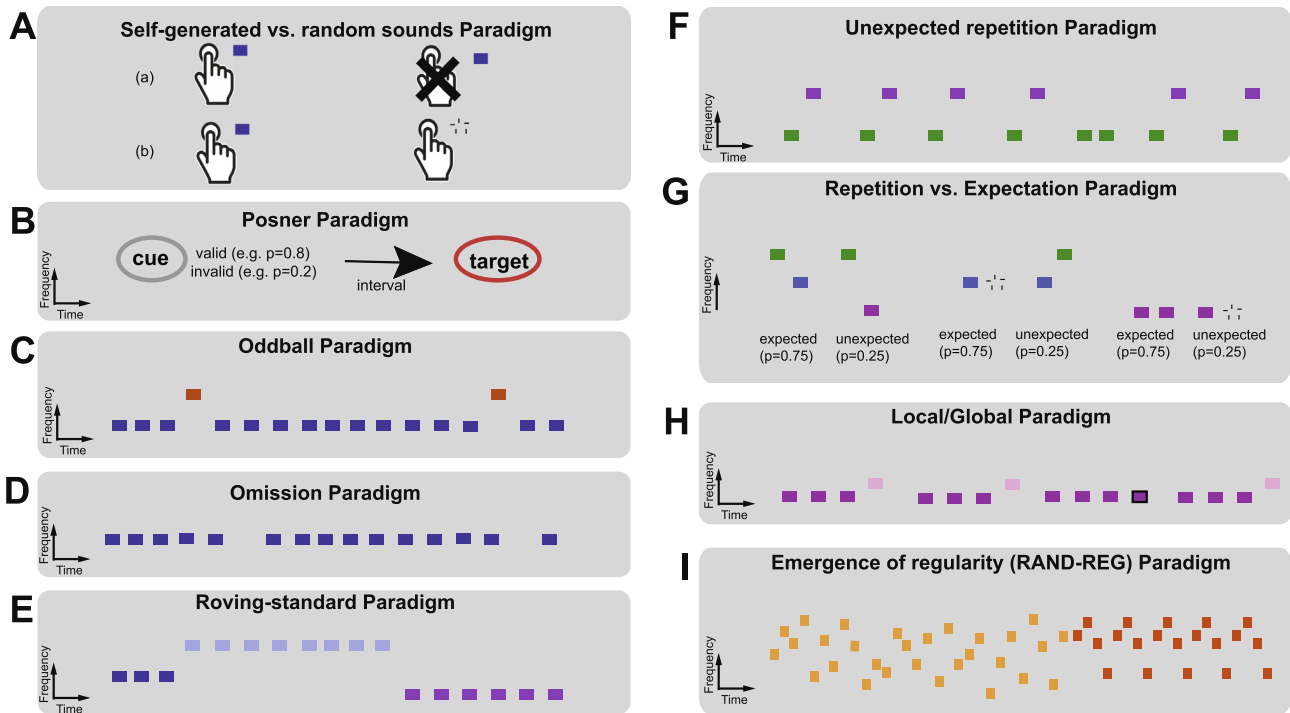 A
Self-generated vs. random sounds Paradigm
(a)
(b)
B
Posner Paradigm
cue
valid (e.g. p=0.8)
invalid (e.g. p=0.2)
interval
target
Frequency
Time
C
Oddball Paradigm
Frequency
Time
D
Omission Paradigm
Frequency
Time
E
Roving-standard Paradigm
Frequency
Time
F
Unexpected repetition Paradigm
Frequency
Time
G
Repetition vs. Expectation Paradigm
Frequency
expected unexpected expected unexpected expected unexpected
(p=0.75) (p=0.25) (p=0.75) (p=0.25) (p=0.75) (p=0.25)
H
Local/Global Paradigm
Frequency
Time
I
Emergence of regularity (RAND-REG) Paradigm
Frequency
Time